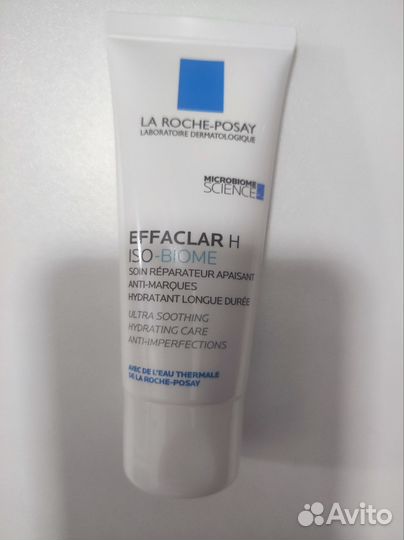 LA ROCHE-POSAY
LABORATOIRE DERMATOLOGIQUE
MICROBIOME
SCIENCE
EFFACLAR H
ISO-BIOME
SOIN RÉPARATEUR APAISANT
ANTI-MARQUES
HYDRATANT LONGUE DURÉE
ULTRA SOOTHING
HYDRATING CARE
ANTI-IMPERFECTIONS
AVEC DE L'EAU THERMALE
DE LA ROCHE-POSAY
Avito